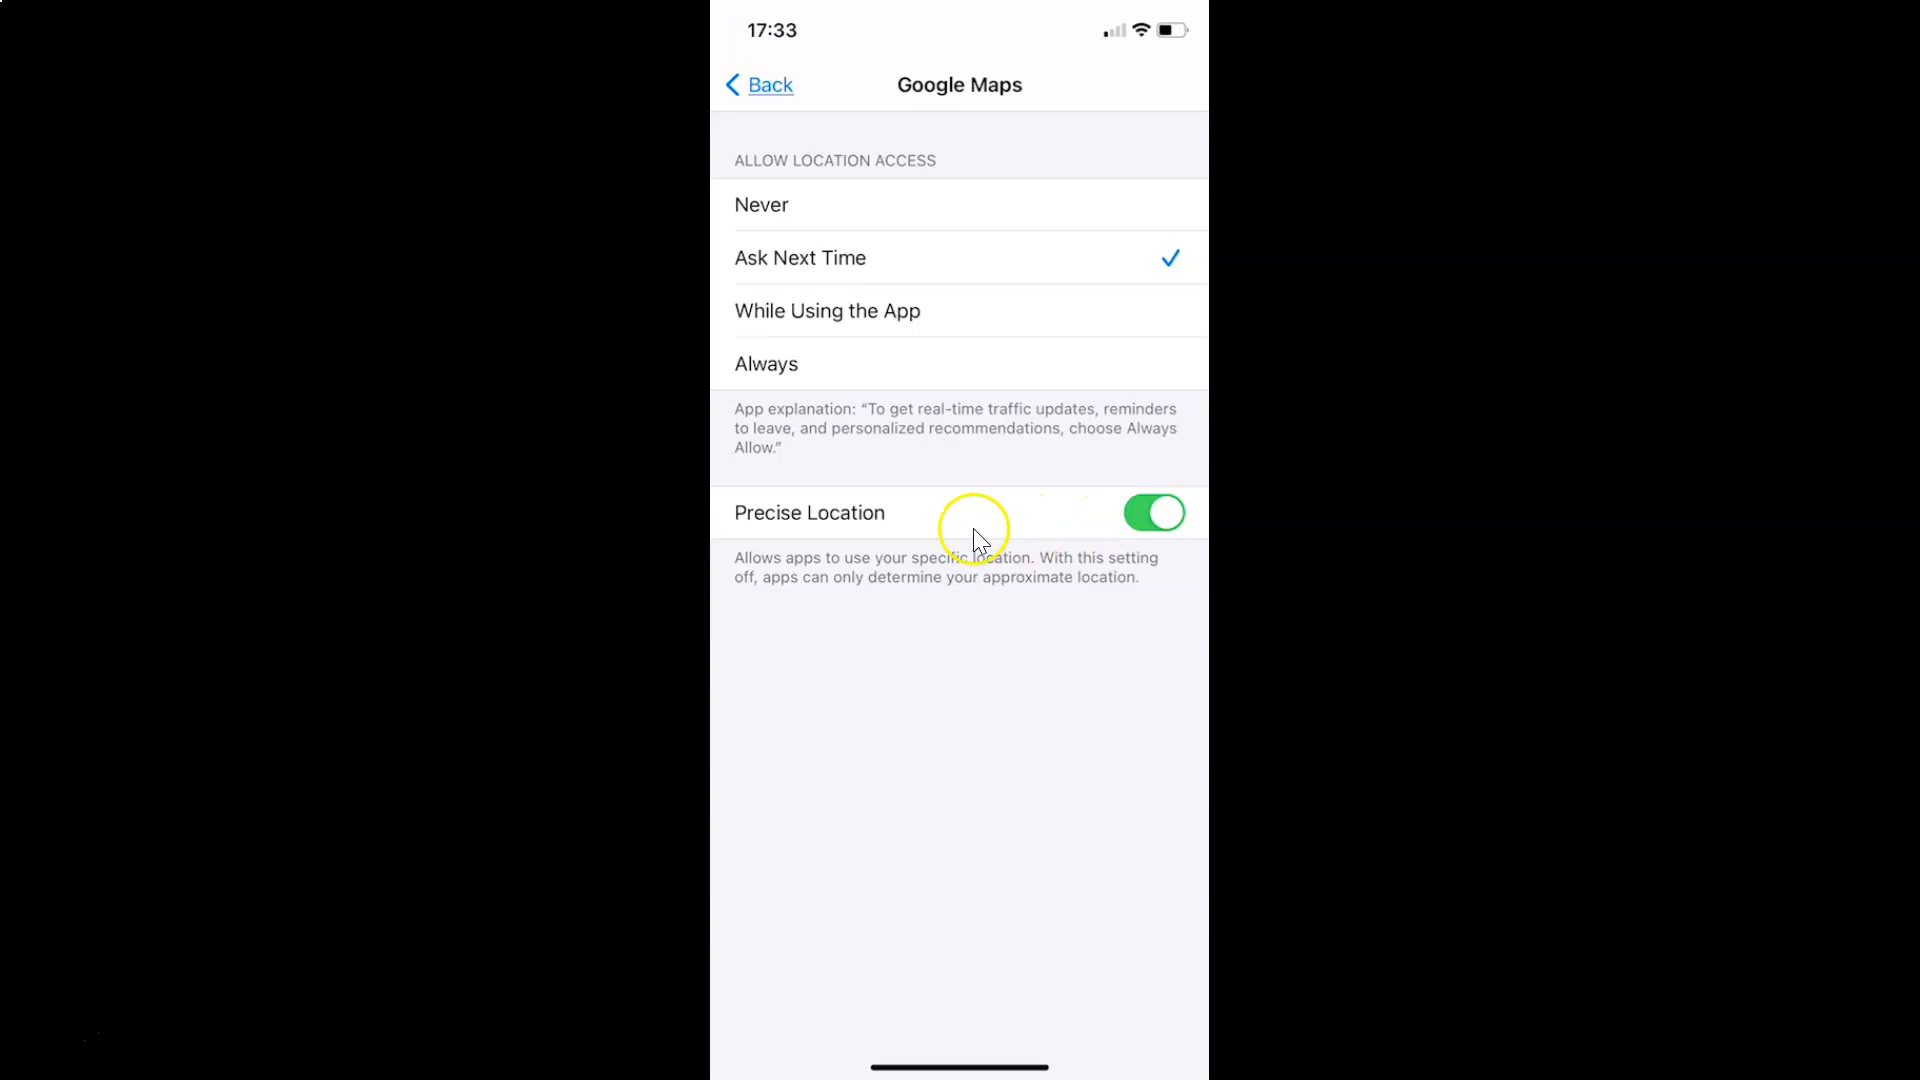 17:33
Back
Google Maps
ALLOW LOCATION ACCESS
Never
Ask Next Time
While Using the App
Always
App explanation: “To get real-time traffic updates, reminders
to leave, and personalized recommendations, choose Always
Allow.”
Precise Location
Allows apps to use your specific location. With this setting
off, apps can only determine your approximate location.